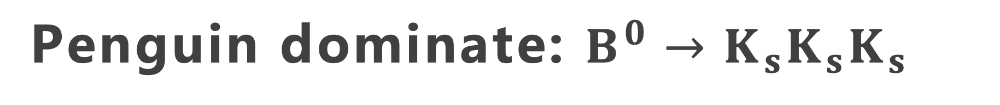 Penguin dominate: B⁰ → KₛKₛKₛ